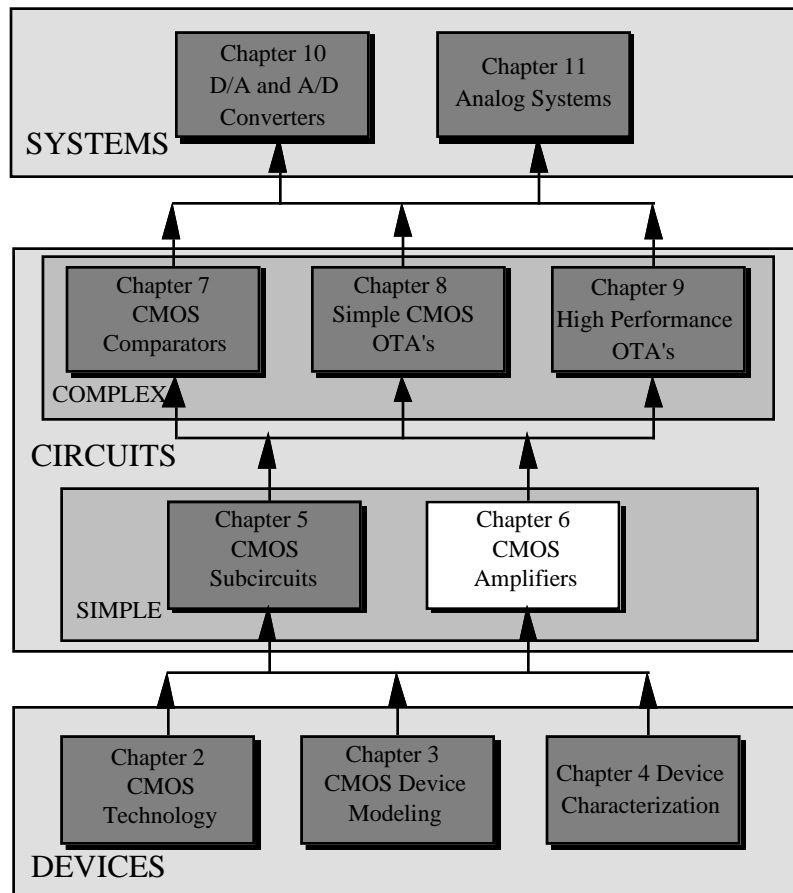 Chapter 10
D/A and A/D
Converters
Chapter 11
Analog Systems
SYSTEMS
Chapter 7
CMOS
Comparators
Chapter 8
Simple CMOS
OTA's
Chapter 9
High Performance
OTA's
COMPLEX
CIRCUITS
Chapter 5
CMOS
Subcircuits
Chapter 6
CMOS
Amplifiers
SIMPLE
Chapter 2
CMOS
Technology
Chapter 3
CMOS Device
Modeling
Chapter 4 Device
Characterization
DEVICES